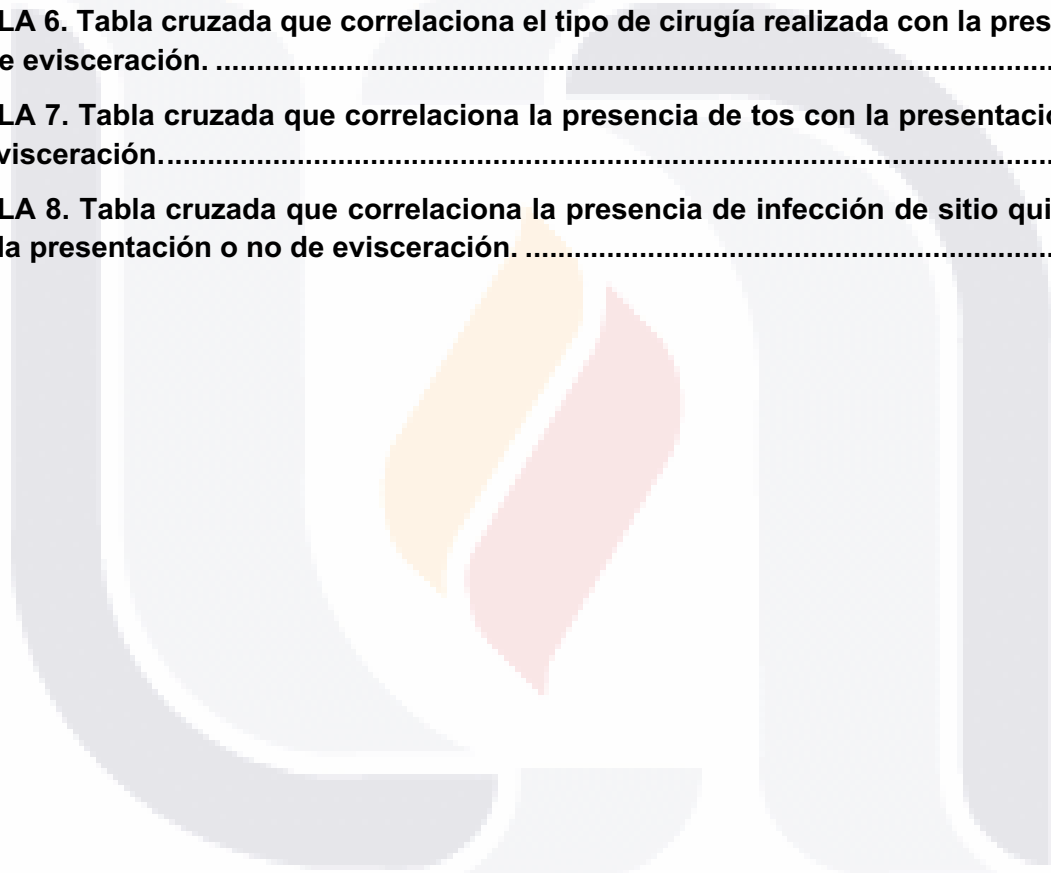 LA 6. Tabla cruzada que correlaciona el tipo de cirugía realizada con la pres
e evisceración. ......................................................................................................
LA 7. Tabla cruzada que correlaciona la presencia de tos con la presentació
visceración............................................................................................................
LA 8. Tabla cruzada que correlaciona la presencia de infección de sitio qui
la presentación o no de evisceración. ................................................................